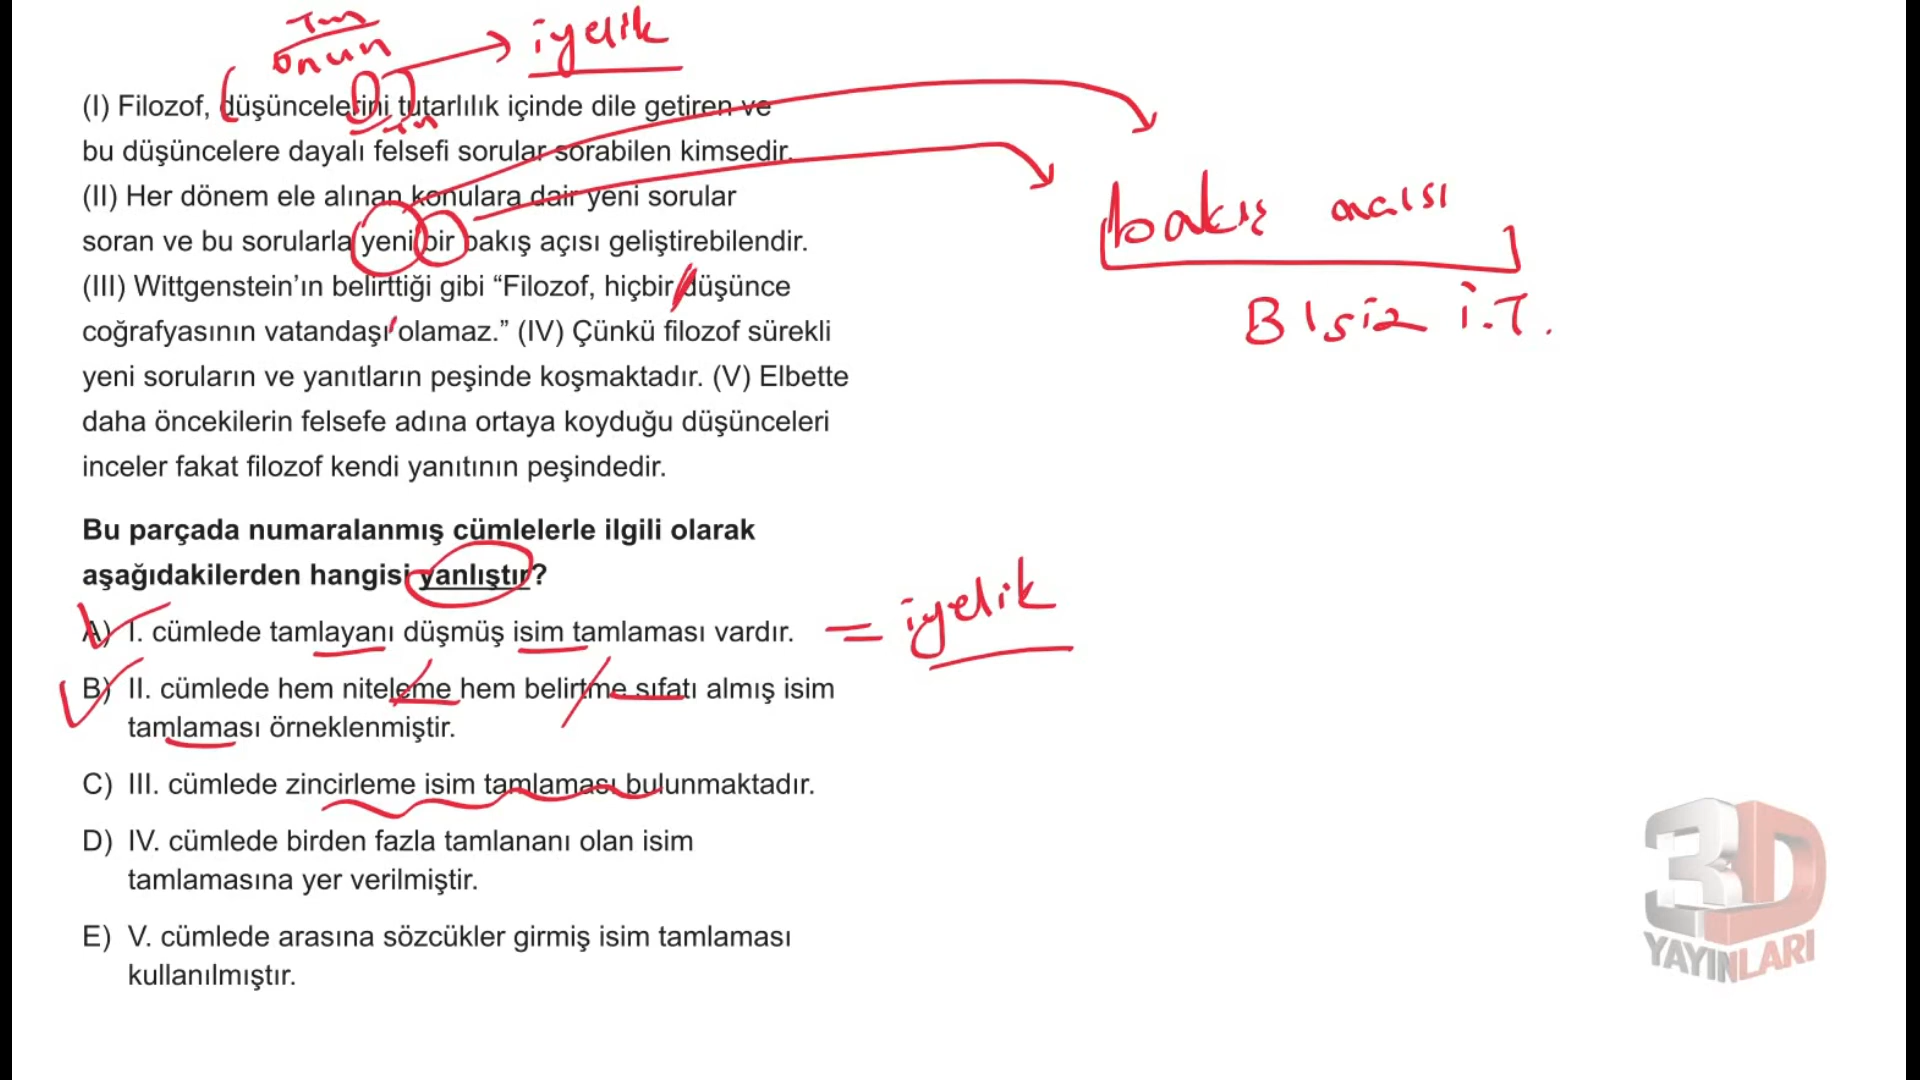 onun
iyelik
(I) Filozof, düşüncelerini tutarlılık içinde dile getiren ve
bu düşüncelere dayalı felsefi sorular sorabilen kimsedir.
(II) Her dönem ele alınan konulara dair yeni sorular
soran ve bu sorularla yeni bir bakış açısı geliştirebilendir.
(III) Wittgenstein’ın belirttiği gibi “Filozof, hiçbir düşünce
coğrafyasının vatandaşı olamaz.” (IV) Çünkü filozof sürekli
yeni soruların ve yanıtların peşinde koşmaktadır. (V) Elbette
daha öncekilerin felsefe adına ortaya koyduğu düşünceleri
inceler fakat filozof kendi yanıtının peşindedir.
bakış açısı
B'siz i.T.
Bu parçada numaralanmış cümlelerle ilgili olarak
aşağıdakilerden hangisi yanlıştır?
A) I. cümlede tamlayanı düşmüş isim tamlaması vardır.
= iyelik
B) II. cümlede hem niteleme hem belirtme sıfatı almış isim
tamlaması örneklenmiştir.
C) III. cümlede zincirleme isim tamlaması bulunmaktadır.
D) IV. cümlede birden fazla tamlananı olan isim
tamlamasına yer verilmiştir.
E) V. cümlede arasına sözcükler girmiş isim tamlaması
kullanılmıştır.
3D
YAYINLARI